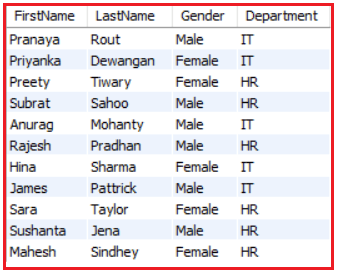 FirstName LastName Gender Department
Pranaya Rout Male IT
Priyanka Dewangan Female IT
Preety Tiwary Female HR
Subrat Sahoo Male HR
Anurag Mohanty Male IT
Rajesh Pradhan Male HR
Hina Sharma Female IT
James Pattrick Male IT
Sara Taylor Female HR
Sushanta Jena Male HR
Mahesh Sindhey Female HR